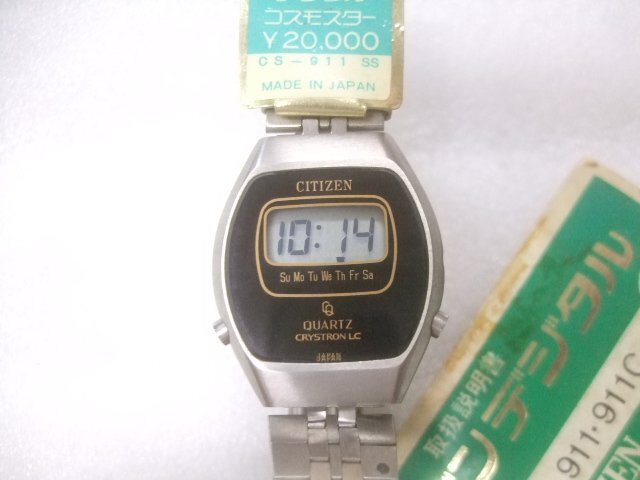 コスモスター
¥20,000
CS-911 SS
MADE IN JAPAN
CITIZEN
10:14
Su Mo Tu We Th Fr Sa
QUARTZ
CRYSTRON LC
JAPAN
取扱説明書
ンデジタル
911・911C